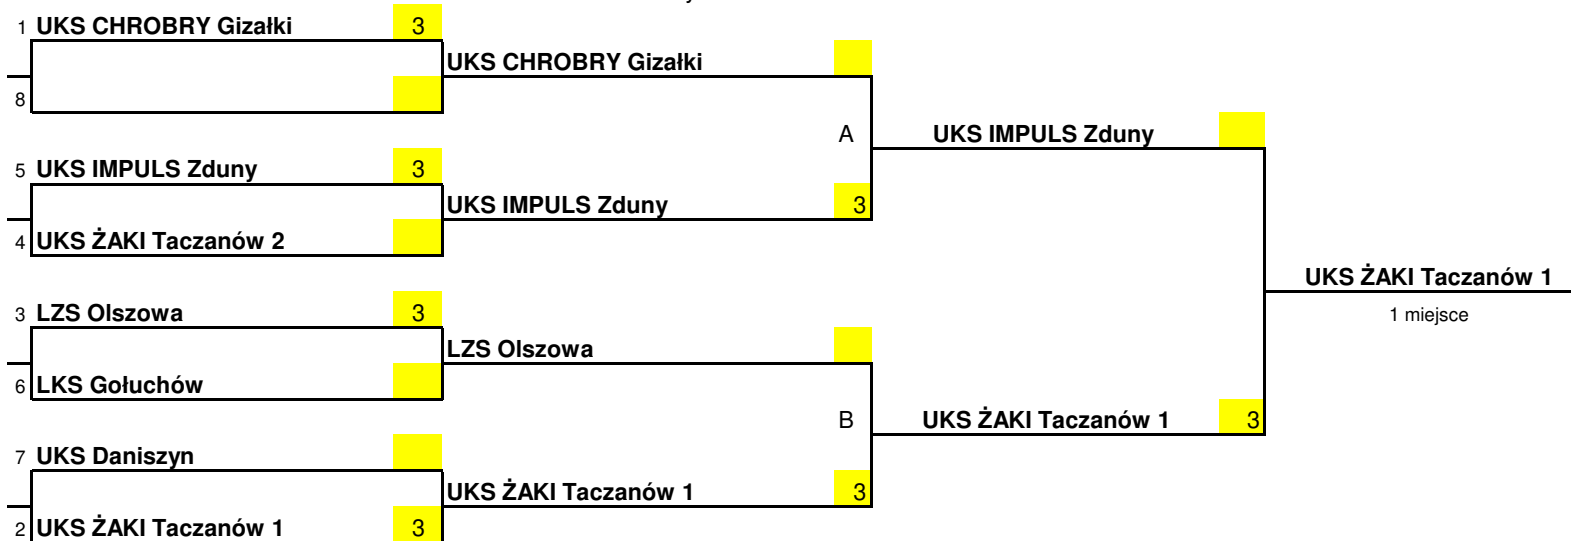 1 UKS CHROBRY Gizałki 3
UKS CHROBRY Gizałki
8
A UKS IMPULS Zduny
5 UKS IMPULS Zduny 3
UKS IMPULS Zduny 3
4 UKS ŻAKI Taczanów 2
UKS ŻAKI Taczanów 1
3 LZS Olszowa 3
1 miejsce
LZS Olszowa
6 LKS Gołuchów
B UKS ŻAKI Taczanów 1 3
7 UKS Daniszyn
UKS ŻAKI Taczanów 1 3
2 UKS ŻAKI Taczanów 1 3